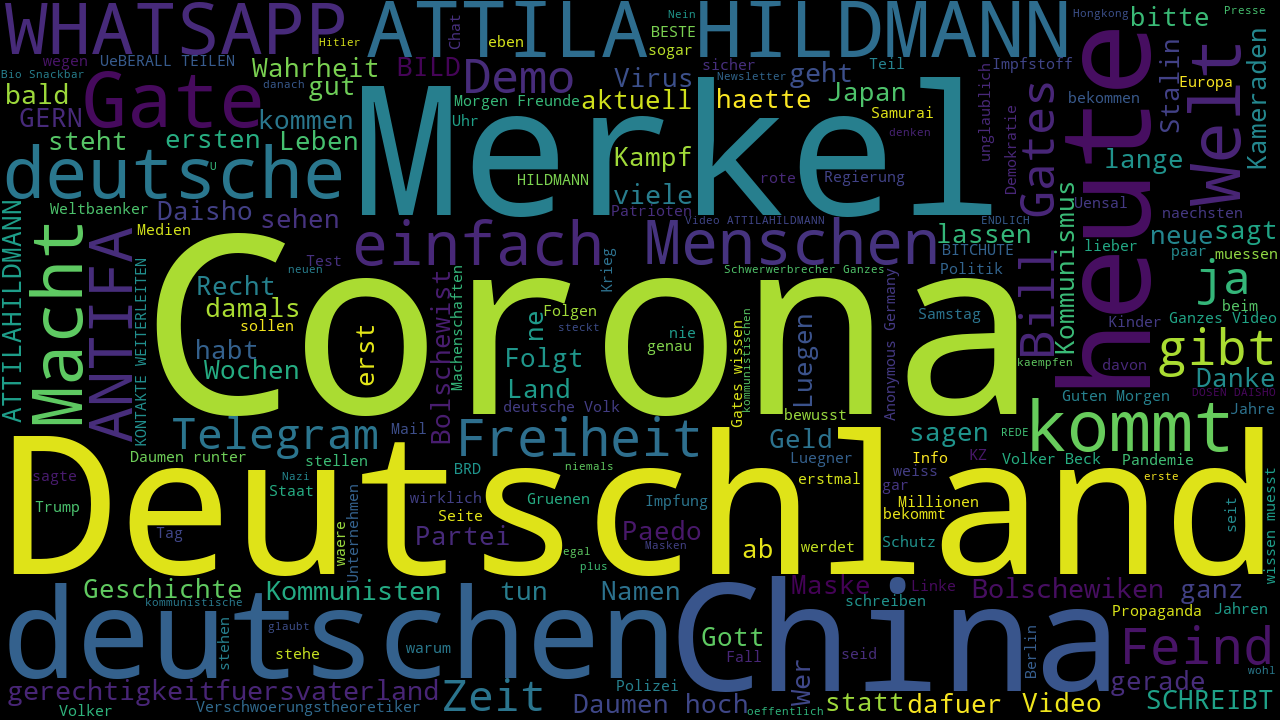 WHATSAPP
ATTILA HILDMANN
Hitler
Chat
eben
Nein
BESTE
sogar
Hongkong
bitte
Presse
wegen
UeBERALL TEILEN
Wahrheit
BILD
Demo
Virus
sicher
Newsletter
geht
Teil
Impfstoff
Stalin
Welt
Europa
Bio Snackbar
bald
Gate
danach
gut
Morgen Freunde
aktuell
haette
Japan
Samurai
unglaublich
bekommen
Kameraden
GERN
kommen
Uhr
denken
Demokratie
steht
ersten
Leben
Merkel
Kampf
heute
lange
deutsche
U
HILDMANN
viele
rote
Regierung
Gates
Uensal
naechsten
Weltbaenker
Daisho
sehen
Patrioten
Video ATTILAHILDMANN
ENDLICH
lassen
neue
sagt
ATTILAHILDMANN
Macht
ANTIFA
Medien
einfach
Menschen
BITCHUTE
lieber
paar
muessen
KONTAKTE WEITERLEITEN
Test
neuen
Krieg
Schwerwerbrecher Ganzes
Politik
Bill
Kommunismus
ja
Recht
damals
sollen
Corona
Bolschewist
Machenschaften
Folgen
steckt
ne
nie
genau
Samstag
beim
Kinder
Ganzes Video
habt
Wochen
erst
Folgt
Land
Gates wissen
kommunistischen
Luegen
Anonymous Germany
kaempfen
davon
gibt
Danke
DOSEN DAISHO
deutsche Volk
bewusst
Guten Morgen
Jahre
Telegram
Mail
Freiheit
Geld
sagen
REDE
kommt
Daumen runter
stellen
BRD
niemals
Luegner
Info
KZ
Volker Beck
Pandemie
sagte
Nazi
Deutschland
wirklich
Gruenen
Impfung
erstmal
weiss
gar
erste
Trump
Staat
Seite
Millionen
bekommt
seit
wissen muesst
Tag
waere
Unternehmen
Partei
egal
plus
Paedo
Masken
ab
werdet
Schutz
Geschichte
Kommunisten
tun
Namen
Maske
Linke
Bolschewiken
ganz
kommunistische
deutschen
schreiben
China
Propaganda
Jahren
stehen
glaubt
stehe
warum
Gott
Fall
seid
Berlin
Feind
wohl
gerechtigkeitfuersvaterland
Zeit
Polizei
Wer
gerade
Volker
Verschwoerungstheoretiker
Daumen hoch
oeffentlich
statt
dafuer
Video
SCHREIBT